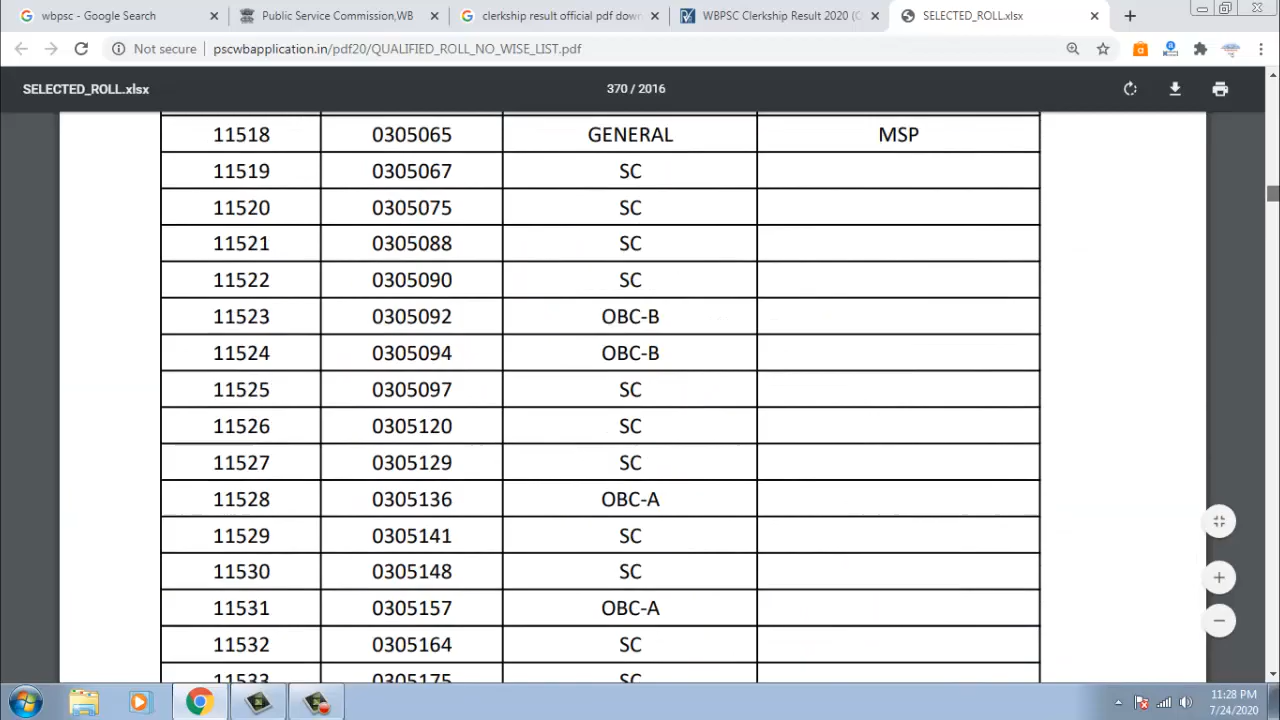 wbpsc - Google Search
Public Service Commission,WB
clerkship result official pdf dow
WBPSC Clerkship Result 2020 (O
SELECTED_ROLL.xlsx
Not secure pscwbapplication.in/pdf20/QUALIFIED_ROLL_NO_WISE_LIST.pdf
SELECTED_ROLL.xlsx 370 / 2016
11518 0305065 GENERAL MSP
11519 0305067 SC
11520 0305075 SC
11521 0305088 SC
11522 0305090 SC
11523 0305092 OBC-B
11524 0305094 OBC-B
11525 0305097 SC
11526 0305120 SC
11527 0305129 SC
11528 0305136 OBC-A
11529 0305141 SC
11530 0305148 SC
11531 0305157 OBC-A
11532 0305164 SC
11533 0305175 SC
11:28 PM
7/24/2020